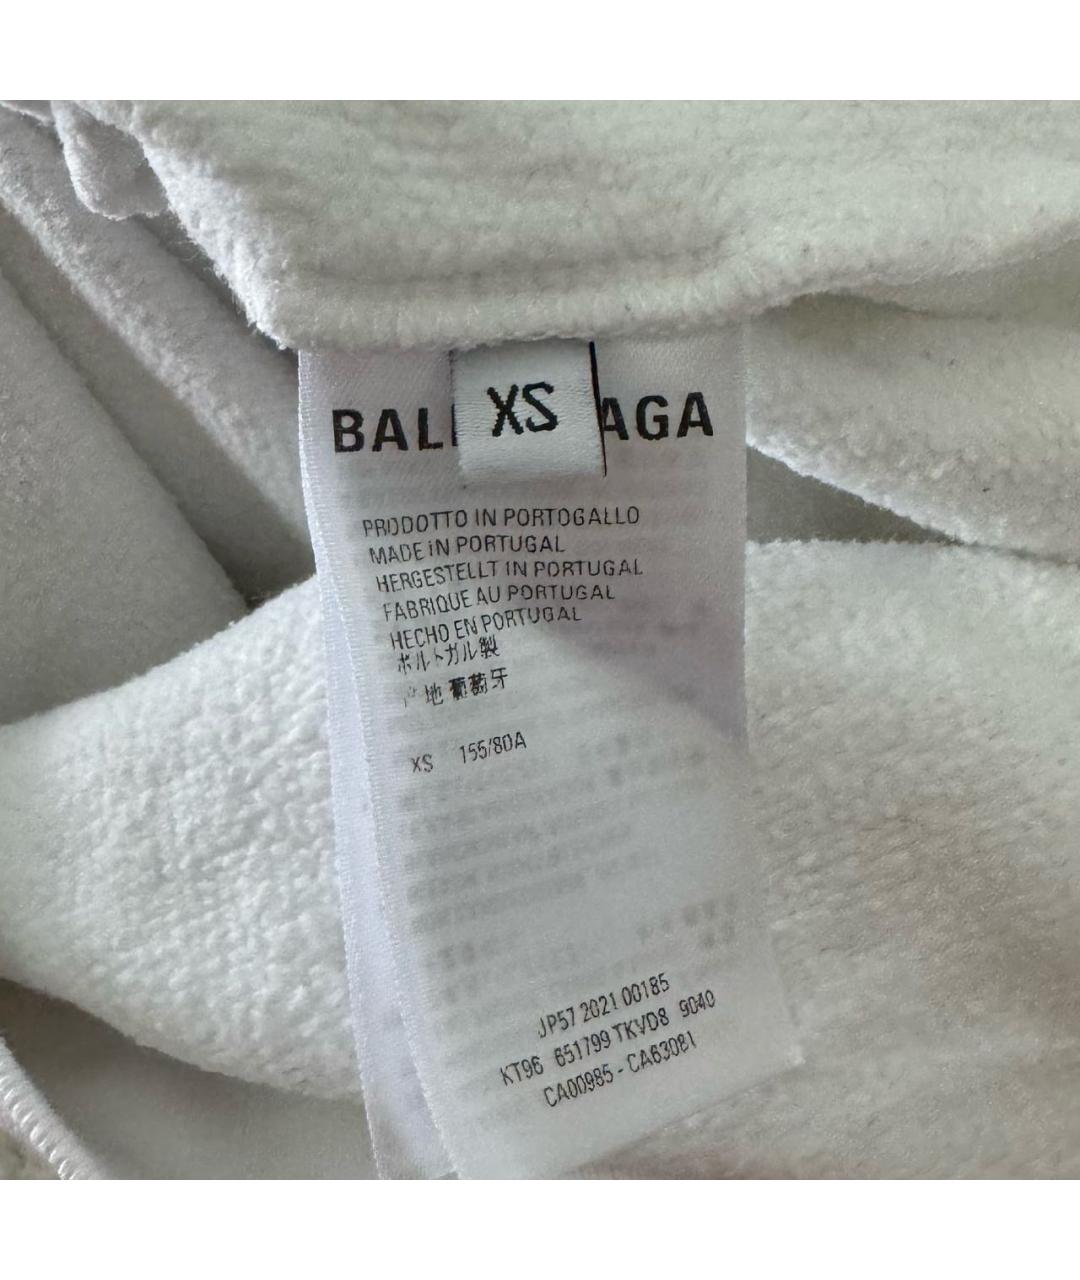 XS
BAL AGA
PRODOTTO IN PORTOGALLO
MADE IN PORTUGAL
HERGESTELLT IN PORTUGAL
FABRIQUE AU PORTUGAL
HECHO EN PORTUGAL
ポルトガル製
产地 葡萄牙
XS 155/80A
JP57 2021 00185
KT96 651799 TKVD8 9040
CA00985 - CA63081